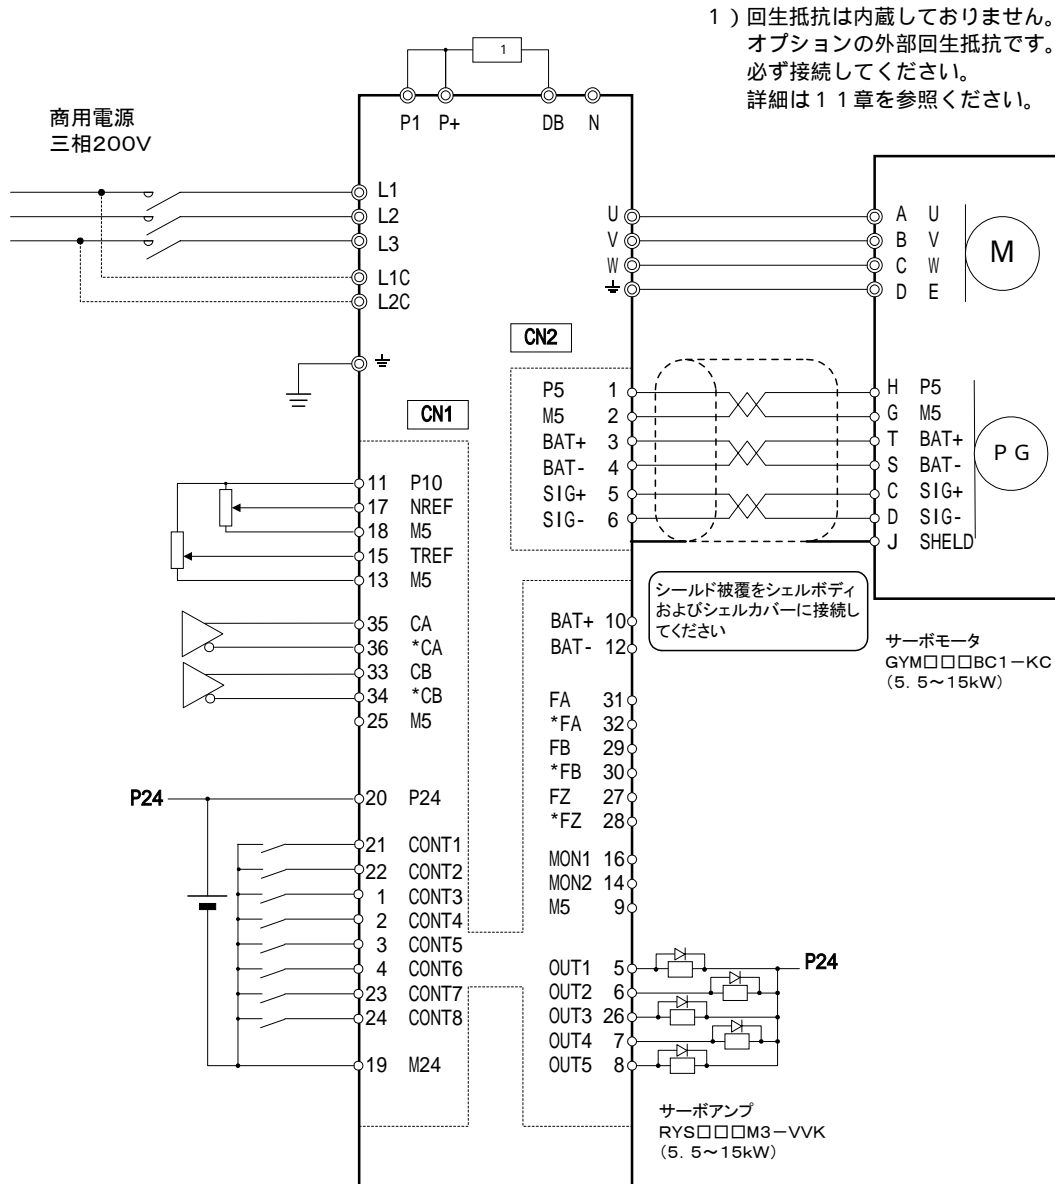 1）回生抵抗は内蔵しておりません。
オプションの外部回生抵抗です。
必ず接続してください。
詳細は１１章を参照ください。
商用電源
三相200V
1
P1 P+ DB N
L1
L2
L3
L1C
L2C
U
V
W
A U
B V
C W
D E
M
CN2
P5 1
M5 2
BAT+ 3
BAT- 4
SIG+ 5
SIG- 6
H P5
G M5
T BAT+
S BAT-
C SIG+
D SIG-
J SHELD
PG
CN1
11 P10
17 NREF
18 M5
15 TREF
13 M5
35 CA
36 *CA
33 CB
34 *CB
25 M5
P24
20 P24
21 CONT1
22 CONT2
1 CONT3
2 CONT4
3 CONT5
4 CONT6
23 CONT7
24 CONT8
19 M24
シールド被覆をシェルボディ
およびシェルカバーに接続し
てください
BAT+ 10
BAT- 12
FA 31
*FA 32
FB 29
*FB 30
FZ 27
*FZ 28
MON1 16
MON2 14
M5 9
OUT1 5
OUT2 6
OUT3 26
OUT4 7
OUT5 8
P24
サーボモータ
GYM□□□BC1－KC
(5. 5～15kW)
サーボアンプ
RYS□□□M3－VVK
(5. 5～15kW)